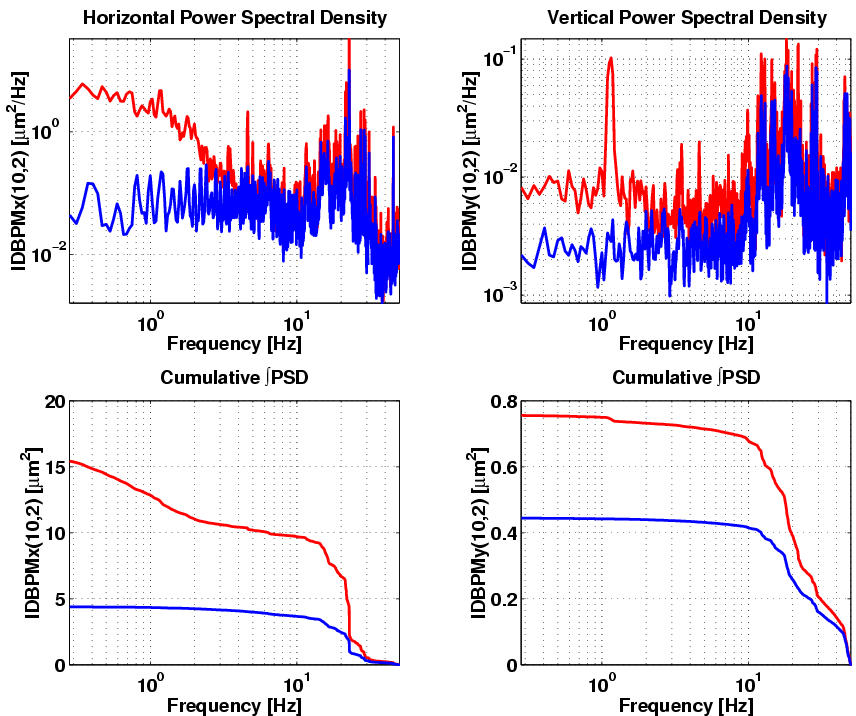 Horizontal Power Spectral Density
IDBPMx(10,2) [μm²/Hz]
10⁰
10⁻²
10⁰ 10¹
Frequency [Hz]
Vertical Power Spectral Density
IDBPMy(10,2) [μm²/Hz]
10⁻¹
10⁻²
10⁻³
10⁰ 10¹
Frequency [Hz]
Cumulative ∫PSD
IDBPMx(10,2) [μm²]
20
15
10
5
0
10⁰ 10¹
Frequency [Hz]
Cumulative ∫PSD
IDBPMy(10,2) [μm²]
0.8
0.6
0.4
0.2
0
10⁰ 10¹
Frequency [Hz]